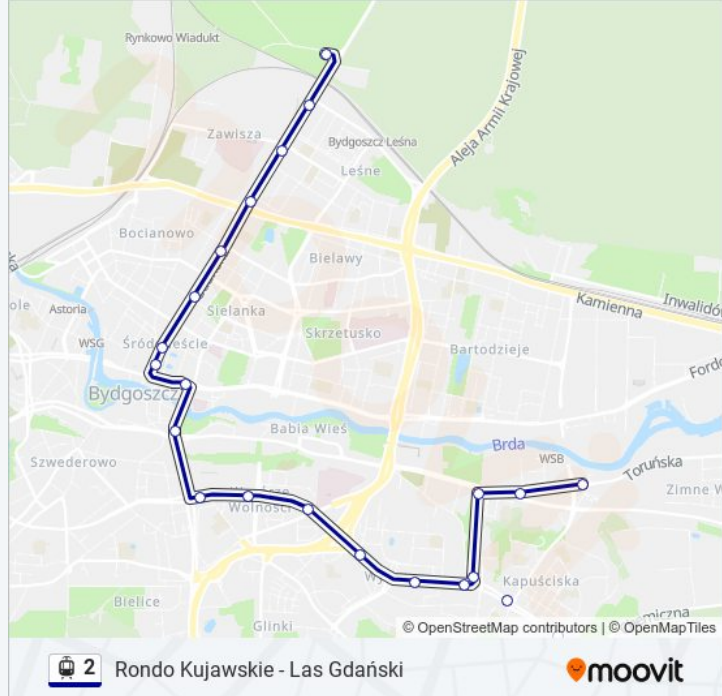 Rynkowo Wiadukt
Aleja Armii Krajowej
Zawisza
Bydgoszcz Leśna
Leśne
Bocianowo
Bielawy
Kamienna
Inwalidów
Astoria
Sielanka
WSG
Skrzetusko
Bartodzieje
Bydgoszcz
Babia Wieś
Brda
WSB
Szwederowo
Toruńska
Zimne W
Wolności
Kapuściska
Bielice
Glinki
© OpenStreetMap contributors | © OpenMapTiles
2 Rondo Kujawskie - Las Gdański
moovit